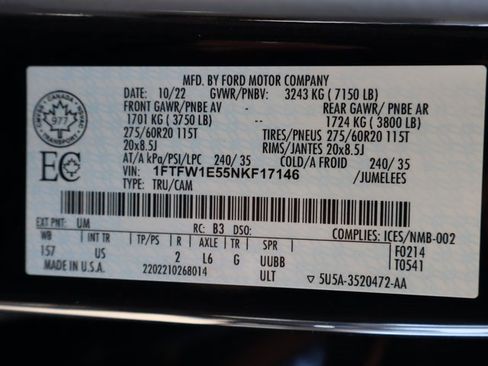 MFD. BY FORD MOTOR COMPANY
DATE: 10/22 GVWR/PNBV: 3243 KG ( 7150 LB)
FRONT GAWR/ PNBE AV REAR GAWR/ PNBE AR
1701 KG ( 3750 LB) 1724 KG ( 3800 LB)
275/60R20 115T TIRES/PNEUS 275/60R20 115T
20x8.5J RIMS/JANTES 20x8.5J
AT/A kPa/PSI/LPC 240/ 35 COLD/A FROID 240/ 35
VIN: 1FTFW1E55NKF17146 /JUMELEES
TYPE: TRU/CAM
CANADA
977
TRANSPORT
EC
EXT PNT: UM RC: B3 DSO: COMPLIES: ICES/NMB-002
WB INT TR TP/PS R AXLE TR SPR F0214
157 US 2 L6 G UUBB T0541
MADE IN U.S.A. 2202210268014 ULT ▽ 5U5A-3520472-AA